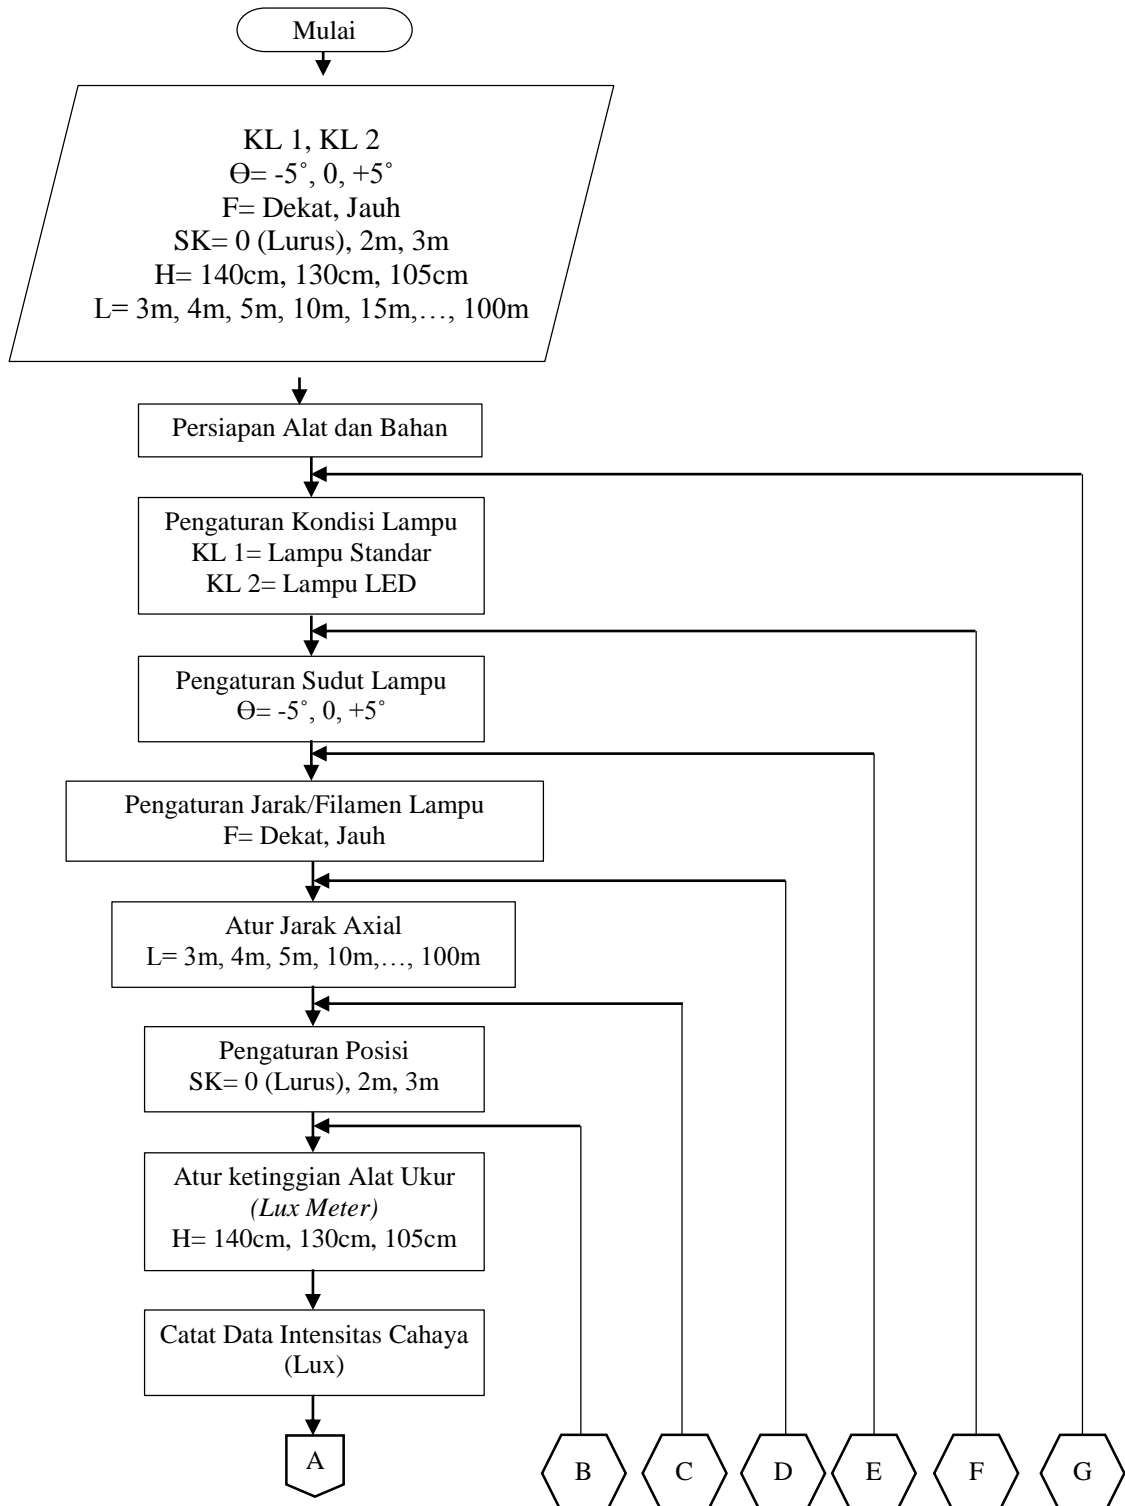 Mulai
KL 1, KL 2
Ө= -5˚, 0, +5˚
F= Dekat, Jauh
SK= 0 (Lurus), 2m, 3m
H= 140cm, 130cm, 105cm
L= 3m, 4m, 5m, 10m, 15m,…, 100m
Persiapan Alat dan Bahan
Pengaturan Kondisi Lampu
KL 1= Lampu Standar
KL 2= Lampu LED
Pengaturan Sudut Lampu
Ө= -5˚, 0, +5˚
Pengaturan Jarak/Filamen Lampu
F= Dekat, Jauh
Atur Jarak Axial
L= 3m, 4m, 5m, 10m,…, 100m
Pengaturan Posisi
SK= 0 (Lurus), 2m, 3m
Atur ketinggian Alat Ukur
(Lux Meter)
H= 140cm, 130cm, 105cm
Catat Data Intensitas Cahaya
(Lux)
A
B
C
D
E
F
G